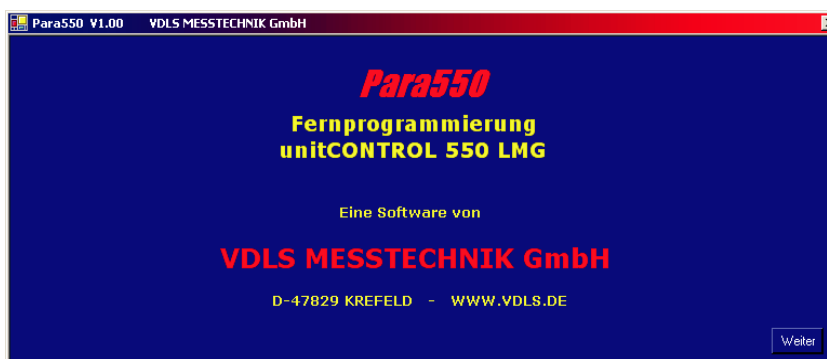 Para550 V1.00 VDLS MESSTECHNIK GmbH
Para550
Fernprogrammierung
unitCONTROL 550 LMG
Eine Software von
VDLS MESSTECHNIK GmbH
D-47829 KREFELD - WWW.VDLS.DE
Weiter